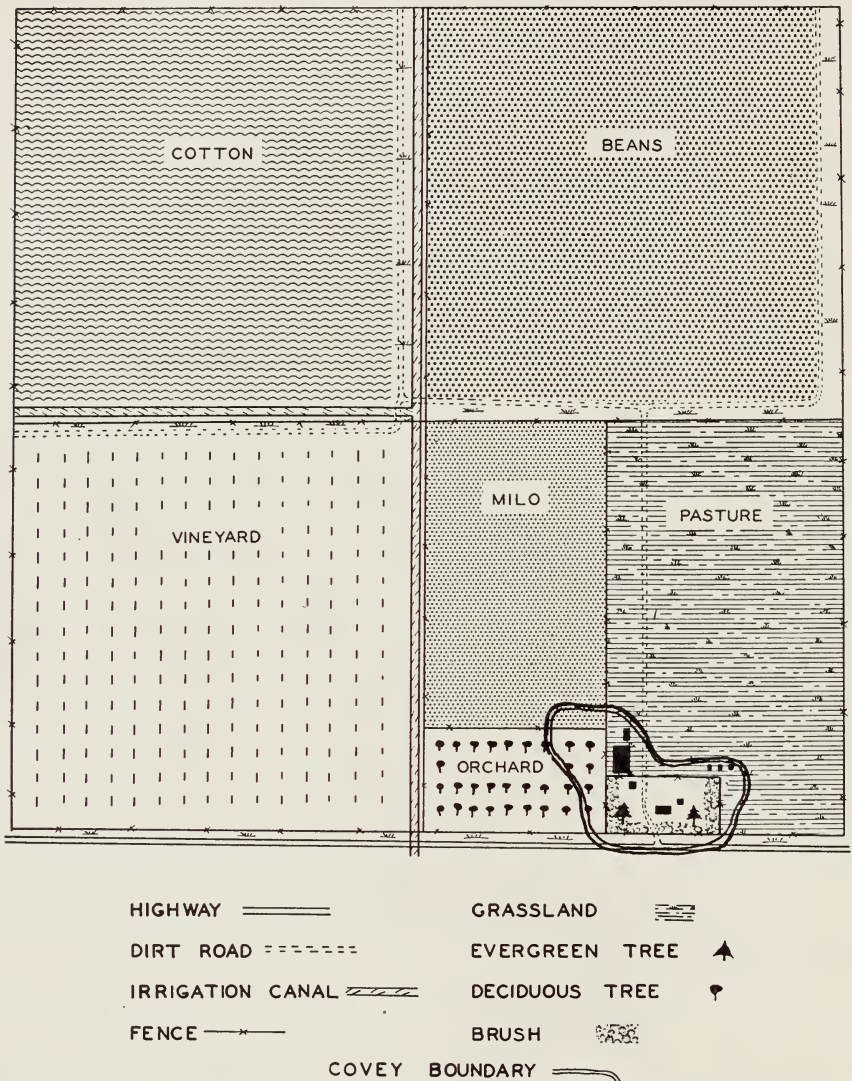 COTTON
BEANS
MILO
PASTURE
VINEYARD
ORCHARD
HIGHWAY
GRASSLAND
DIRT ROAD
EVERGREEN TREE
IRRIGATION CANAL
DECIDUOUS TREE
FENCE
BRUSH
COVEY BOUNDARY